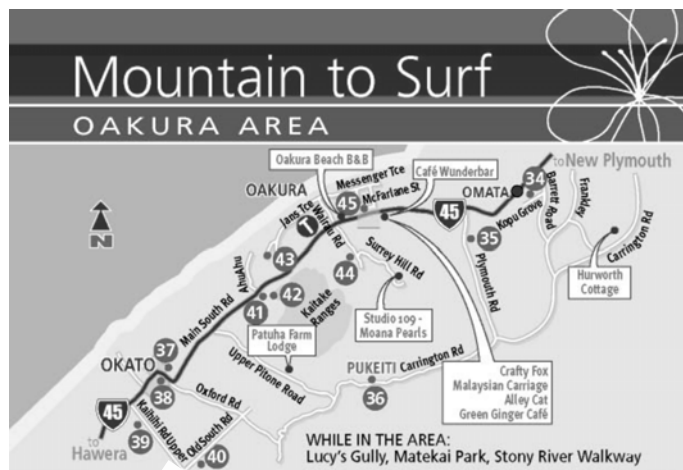 Mountain to Surf
OAKURA AREA
to
New Plymouth
Oakura Beach B&B
Messenger Tce
Café Wunderbar
OAKURA
McFarlane St
OMATA
34
Barrett Road
Frankley
Carrington Rd
45
45
Kopu Grove
Jans Tce
Wairau Rd
T
N
35
Plymouth Rd
Surrey Hill Rd
43
44
AhuAhu
Hurworth
Cottage
42
41
Kaitake
Ranges
Studio 109 -
Moana Pearls
Main South Rd
Patuha Farm
Lodge
37
OKATO
Upper Pitone Road
PUKEITI
Carrington Rd
36
Crafty Fox
Malaysian Carriage
Alley Cat
Green Ginger Café
38
Oxford Rd
45
Kaihihi Rd Upper
Old South Rd
39
40
to
Hawera
WHILE IN THE AREA:
Lucy's Gully, Matekai Park, Stony River Walkway